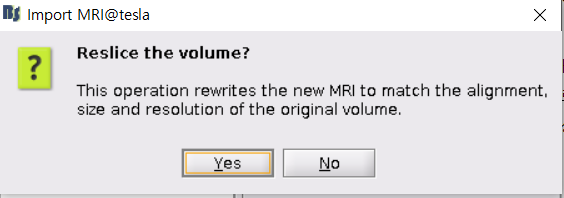 Import MRI@tesla
Reslice the volume?
This operation rewrites the new MRI to match the alignment,
size and resolution of the original volume.
Yes
No